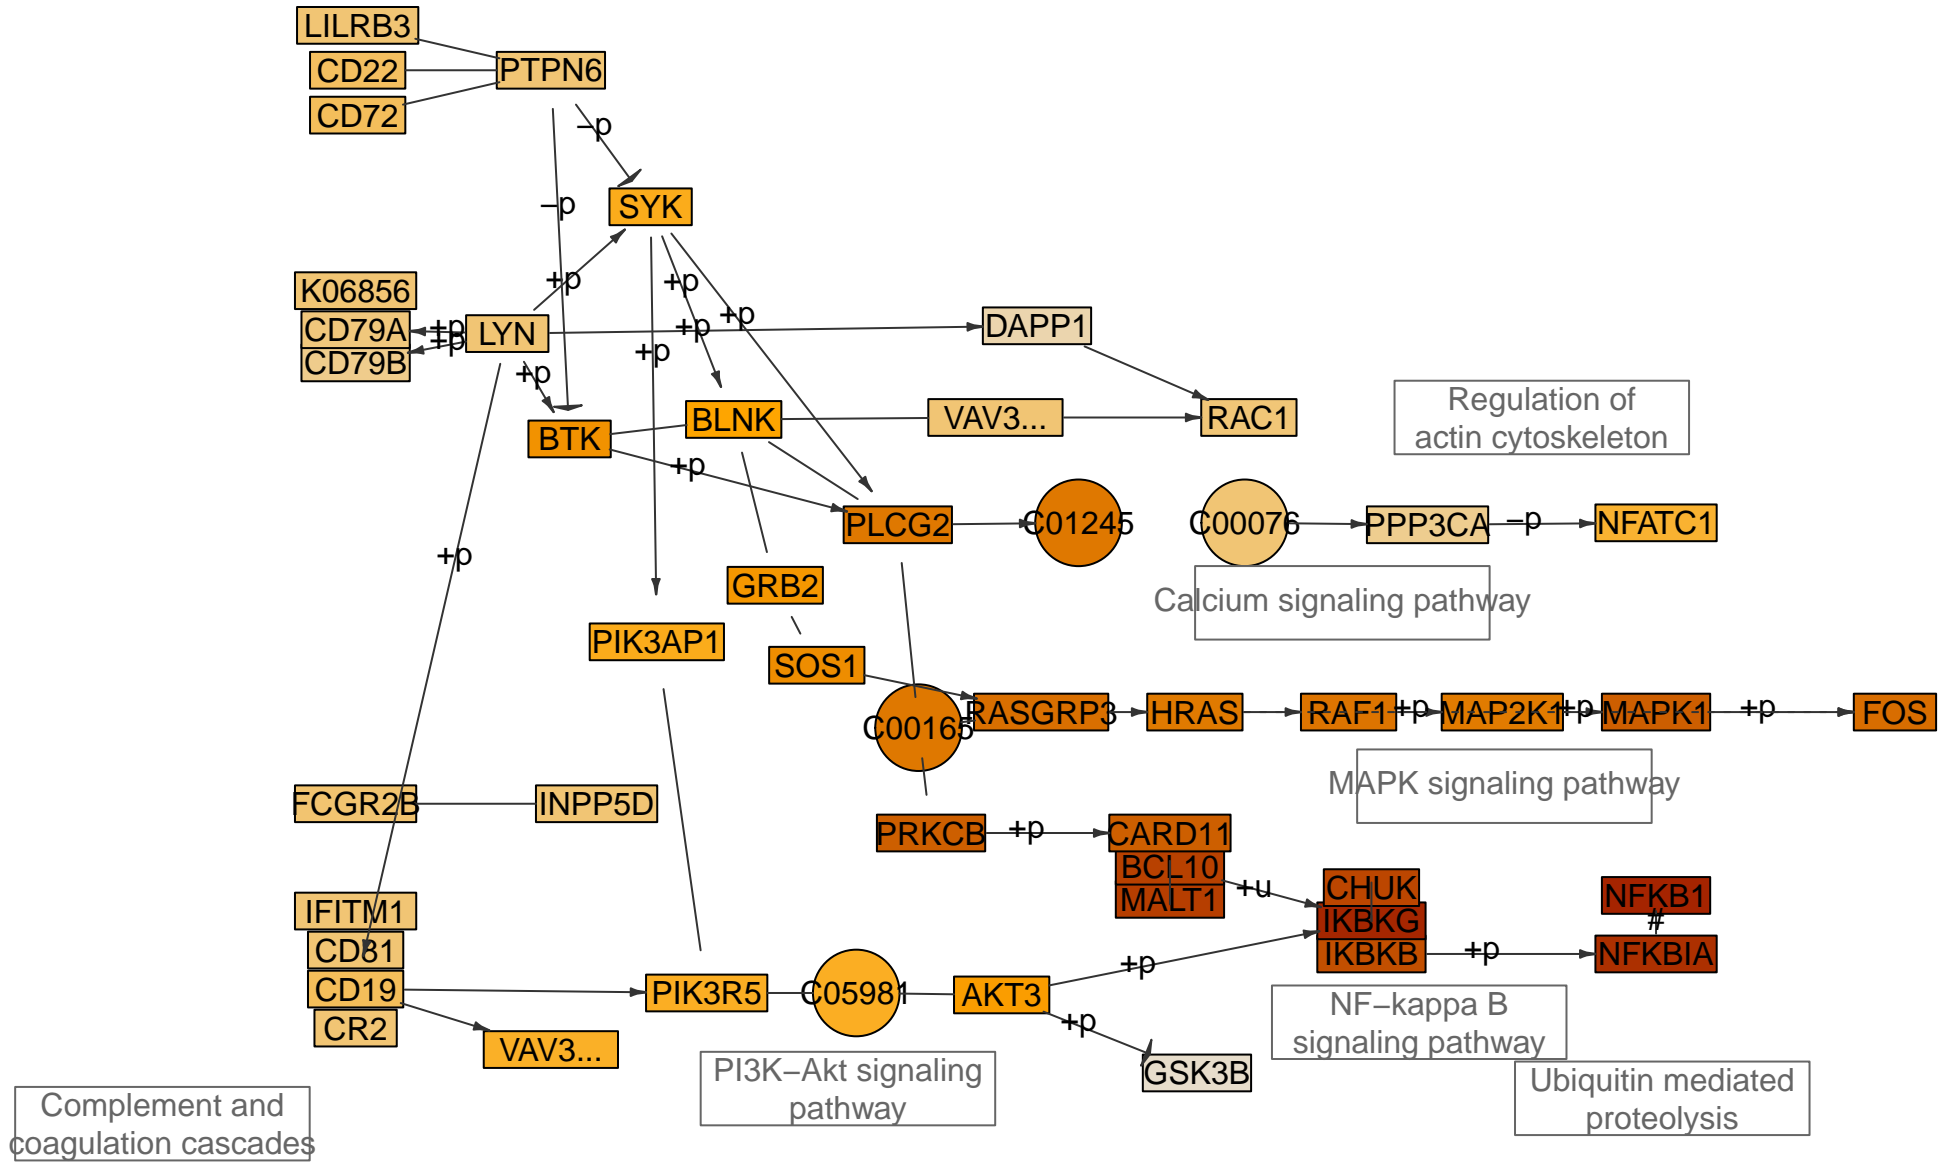 LILRB3
CD22
PTPN6
CD72
–p
SYK
–p
+p
+p
K06856
CD79A
+p
LYN
+p
+p
DAPP1
CD79B
+p
+p
+p
BTK
BLNK
VAV3...
RAC1
Regulation of
actin cytoskeleton
+p
PLCG2
C01245
C00076
PPP3CA
–p
NFATC1
+p
GRB2
Calcium signaling pathway
PIK3AP1
SOS1
C00165
RASGRP3
HRAS
RAF1
+p
MAP2K1
+p
MAPK1
+p
FOS
MAPK signaling pathway
FCGR2B
INPP5D
PRKCB
+p
CARD11
BCL10
MALT1
+u
CHUK
IKBKG
IKBKB
+p
NFKB1
#
NFKBIA
IFITM1
CD81
CD19
CR2
PIK3R5
C05981
AKT3
+p
+p
VAV3...
GSK3B
NF–kappa B
signaling pathway
PI3K–Akt signaling
pathway
Ubiquitin mediated
proteolysis
Complement and
coagulation cascades